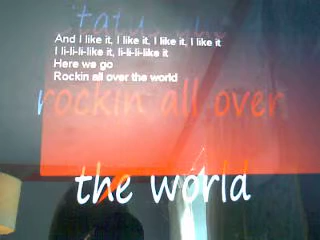 And I like it, I like it, I like it, I like it
I li-li-li-like it, li-li-li-like it
Here we go
Rockin all over the world
rockin all over
the world